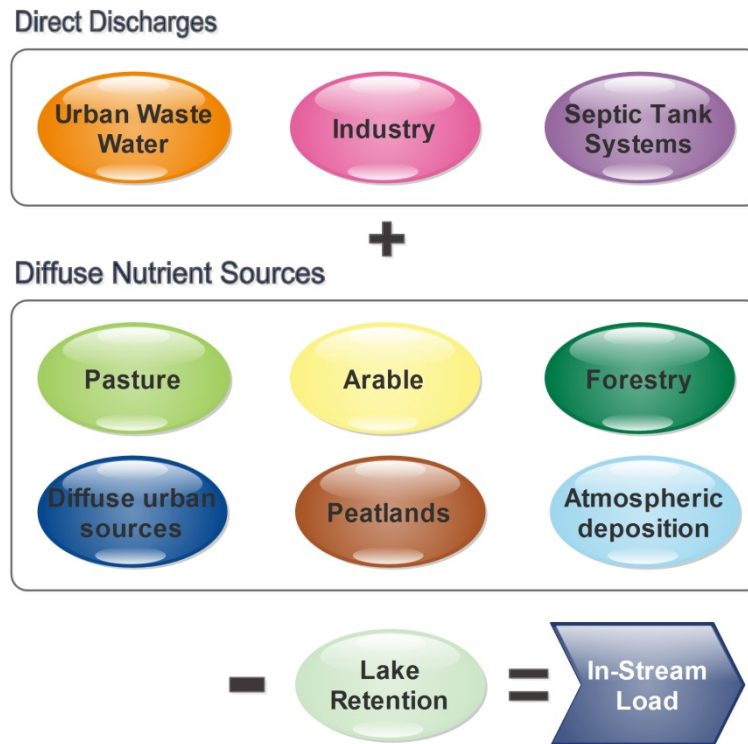 Direct Discharges
Urban Waste
Water
Industry
Septic Tank
Systems
+
Diffuse Nutrient Sources
Pasture
Arable
Forestry
Diffuse urban
sources
Peatlands
Atmospheric
deposition
-
Lake
Retention
=
In-Stream
Load